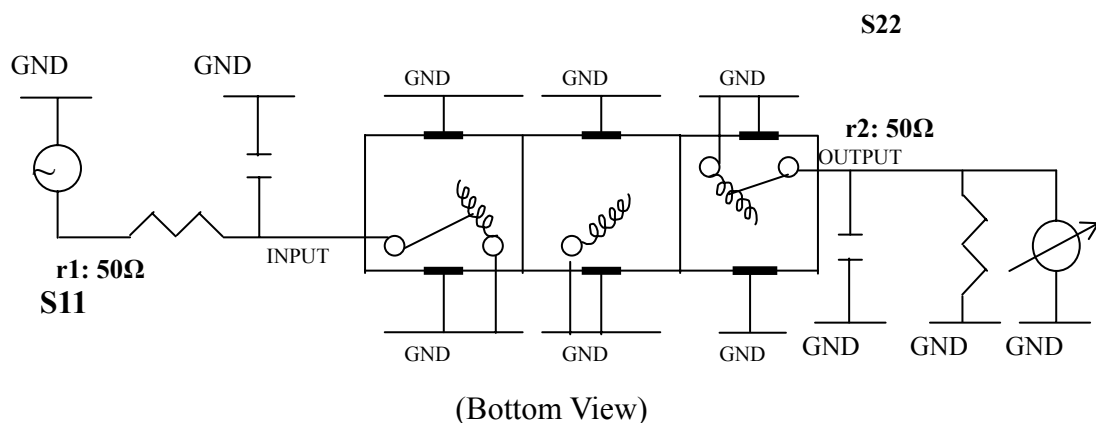 S22
GND
GND
GND
GND
GND
r2: 50Ω
OUTPUT
INPUT
r1: 50Ω
S11
GND
GND
GND
GND
GND
GND
(Bottom View)